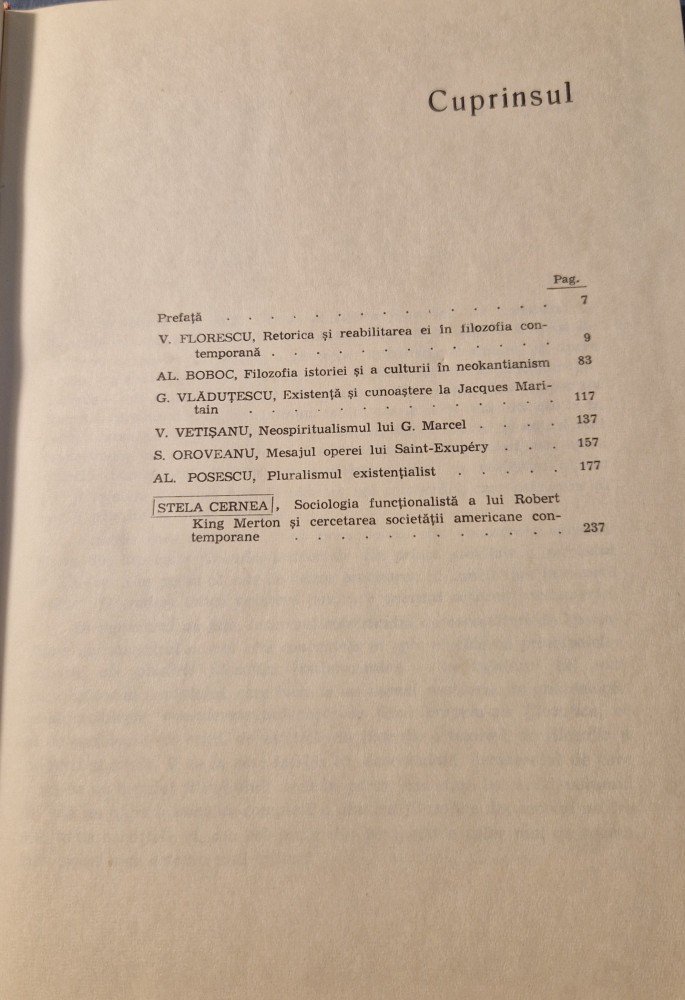 Cuprinsul
Pag.
Prefață . . . . . . . . . . . . . . 7
V. FLORESCU, Retorica și reabilitarea ei în filozofia con-
temporană . . . . . . . . . . . . . 9
AL. BOBOC, Filozofia istoriei și a culturii în neokantianism 83
G. VLĂDUȚESCU, Existență și cunoaștere la Jacques Mari-
tain . . . . . . . . . . . . . 117
V. VETIȘANU, Neospiritualismul lui G. Marcel . . . . 137
S. OROVEANU, Mesajul operei lui Saint-Exupéry . . . 157
AL. POSESCU, Pluralismul existențialist . . . . . 177
STELA CERNEA, Sociologia funcționalistă a lui Robert
King Merton și cercetarea societății americane con-
temporane . . . . . . . . . . . . 237